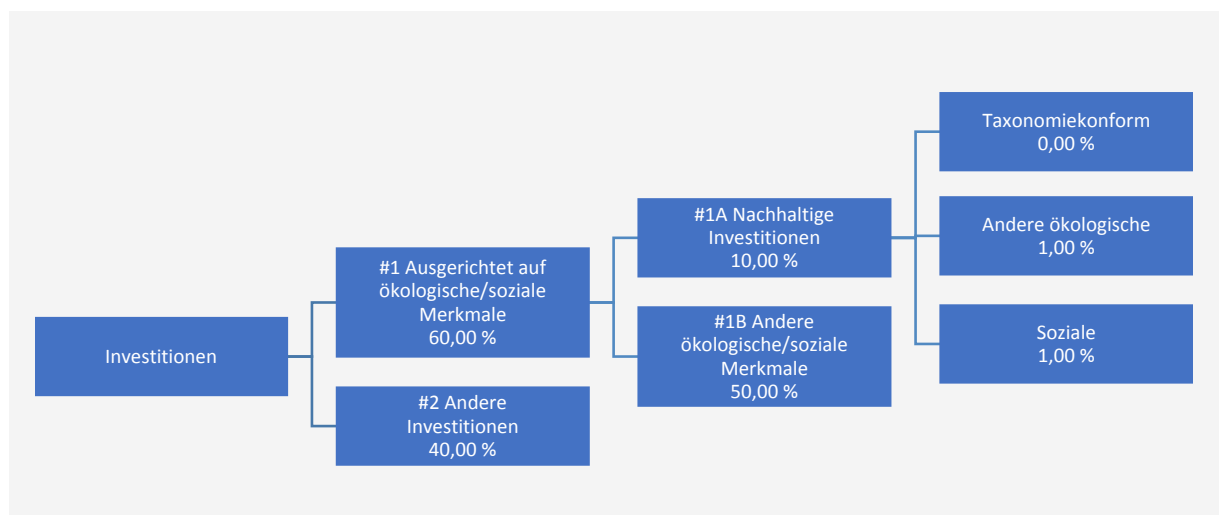 Investitionen
#1 Ausgerichtet auf
ökologische/soziale
Merkmale
60,00 %
#2 Andere
Investitionen
40,00 %
#1A Nachhaltige
Investitionen
10,00 %
#1B Andere
ökologische/soziale
Merkmale
50,00 %
Taxonomiekonform
0,00 %
Andere ökologische
1,00 %
Soziale
1,00 %